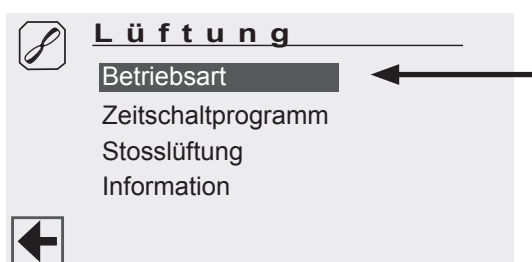 Lüftung
Betriebsart
Zeitschaltprogramm
Stosslüftung
Information